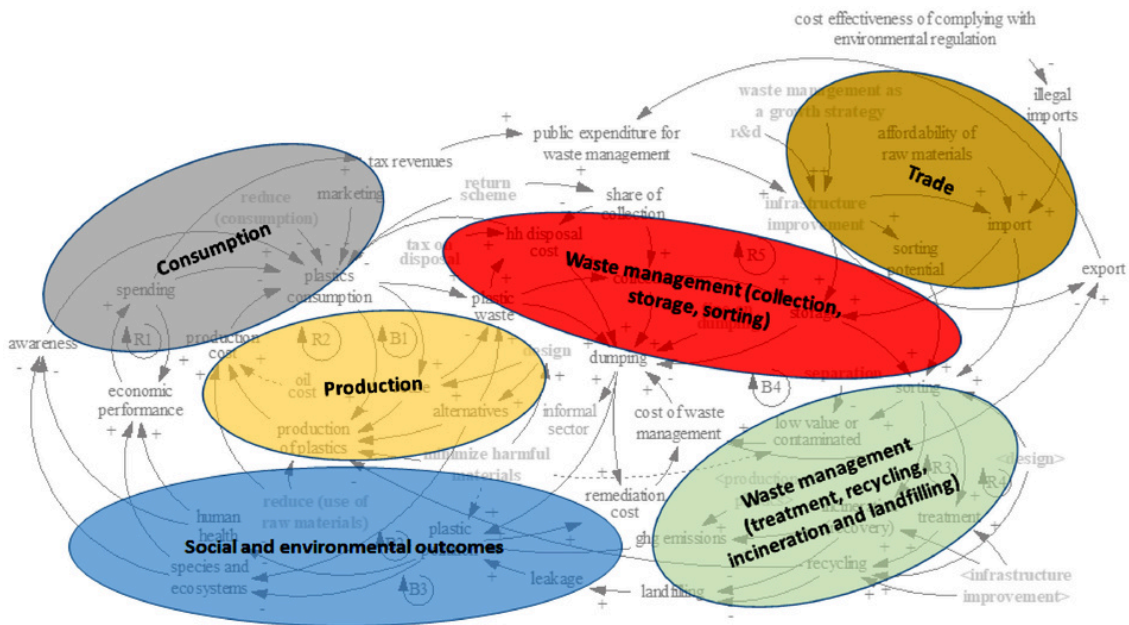 cost effectiveness of complying with
environmental regulation
-
waste management as
a growth strategy
illegal
imports
r&d
public expenditure for
waste management
affordability of
raw materials
Trade
tax revenues
marketing
return
scheme
reduce
(consumption)
share of
collection
infrastructure
improvement
import
Consumption
tax on
disposal
hh disposal
cost
R5
sorting
potential
export
Waste management (collection,
storage, sorting)
plastics
consumption
spending
plastic
waste
storage
awareness
R1
production
cost
R2
B1
design
dumping
separation
B4
sorting
Production
oil
cost
economic
performance
alternatives
informal
sector
cost of waste
management
low value or
contaminated
production
of plastics
minimize harmful
materials
<design>
Waste management
(treatment, recycling,
incineration and landfilling)
R3
R4
<production
remediation
cost
reduce (use of
raw materials)
human
health
plastic
treatment
Social and environmental outcomes
ghg emissions
species and
ecosystems
B3
leakage
landfilling
recycling
<infrastructure
improvement>